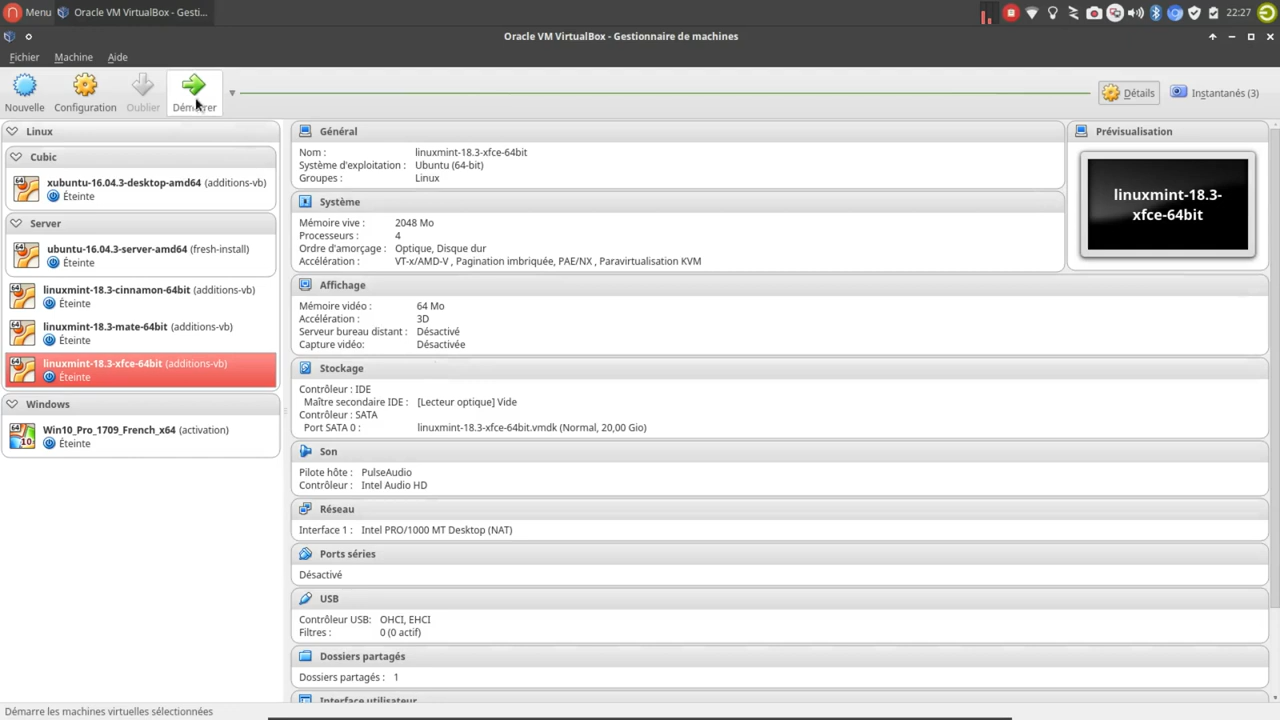 Menu
Oracle VM VirtualBox - Gesti...
22:27
Oracle VM VirtualBox - Gestionnaire de machines
Fichier
Machine
Aide
Nouvelle
Configuration
Oublier
Démarrer
Détails
Instantanés (3)
Linux
Cubic
64
xubuntu-16.04.3-desktop-amd64 (additions-vb)
Éteinte
Server
64
ubuntu-16.04.3-server-amd64 (fresh-install)
Éteinte
64
linuxmint-18.3-cinnamon-64bit (additions-vb)
Éteinte
64
linuxmint-18.3-mate-64bit (additions-vb)
Éteinte
64
linuxmint-18.3-xfce-64bit (additions-vb)
Éteinte
Windows
64
10
Win10_Pro_1709_French_x64 (activation)
Éteinte
Général
Nom : linuxmint-18.3-xfce-64bit
Système d'exploitation : Ubuntu (64-bit)
Groupes : Linux
Prévisualisation
linuxmint-18.3-
xfce-64bit
Système
Mémoire vive : 2048 Mo
Processeurs : 4
Ordre d'amorçage : Optique, Disque dur
Accélération : VT-x/AMD-V , Pagination imbriquée, PAE/NX , Paravirtualisation KVM
Affichage
Mémoire vidéo : 64 Mo
Accélération : 3D
Serveur bureau distant : Désactivé
Capture vidéo: Désactivée
Stockage
Contrôleur : IDE
Maître secondaire IDE : [Lecteur optique] Vide
Contrôleur : SATA
Port SATA 0 : linuxmint-18.3-xfce-64bit.vmdk (Normal, 20,00 Gio)
Son
Pilote hôte : PulseAudio
Contrôleur : Intel Audio HD
Réseau
Interface 1 : Intel PRO/1000 MT Desktop (NAT)
Ports séries
Désactivé
USB
Contrôleur USB: OHCI, EHCI
Filtres : 0 (0 actif)
Dossiers partagés
Dossiers partagés : 1
Interface utilisateur
Démarre les machines virtuelles sélectionnées